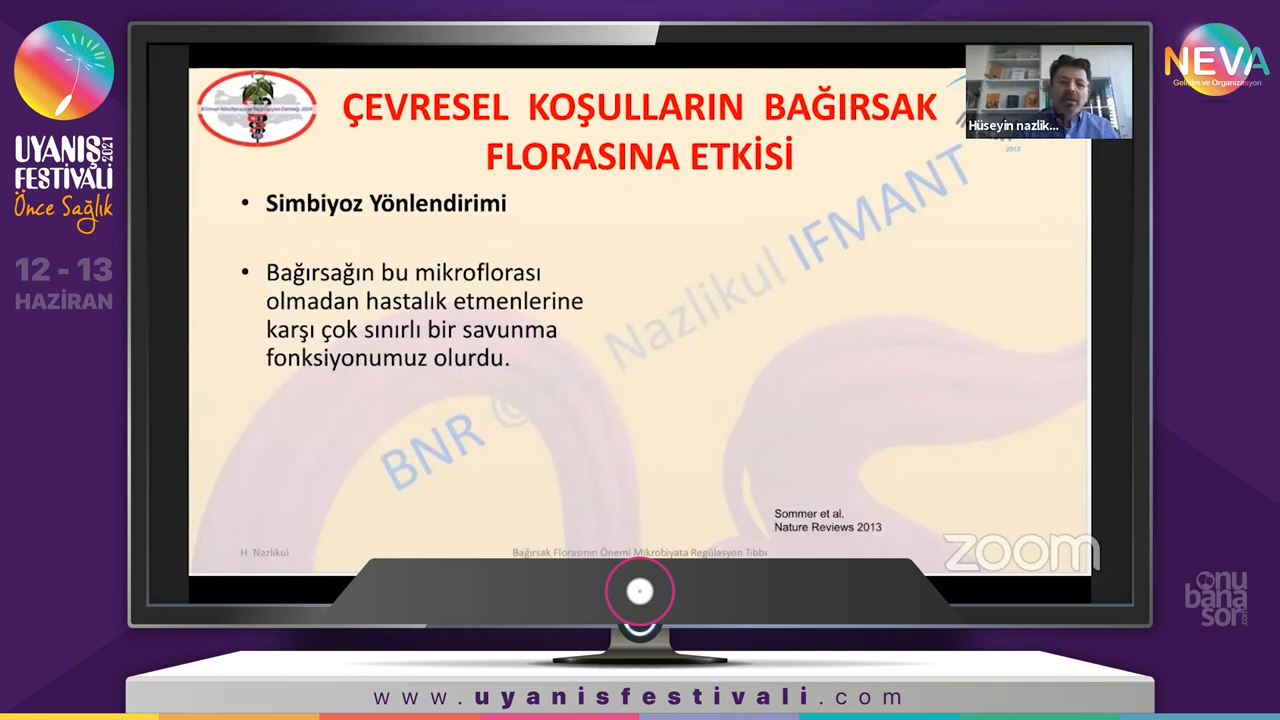 UYANIŞ
2021
FESTİVALİ
Önce Sağlık
12 - 13
HAZİRAN
ÇEVRESEL KOŞULLARIN BAĞIRSAK
FLORASINA ETKİSİ
• Simbiyoz Yönlendirimi
• Bağırsağın bu mikroflorası
olmadan hastalık etmenlerine
karşı çok sınırlı bir savunma
fonksiyonumuz olurdu.
BNR © Nazlikul IFMANT
2012
Sommer et al.
Nature Reviews 2013
H. Nazlikul
Bağırsak Florasının Önemi Mikrobiyata Regülasyon Tıbbı
zoom
Hüseyin nazlik...
NEVA
Gelişim ve Organizasyon
onu
bana
sor.com
www.uyanisfestivali.com